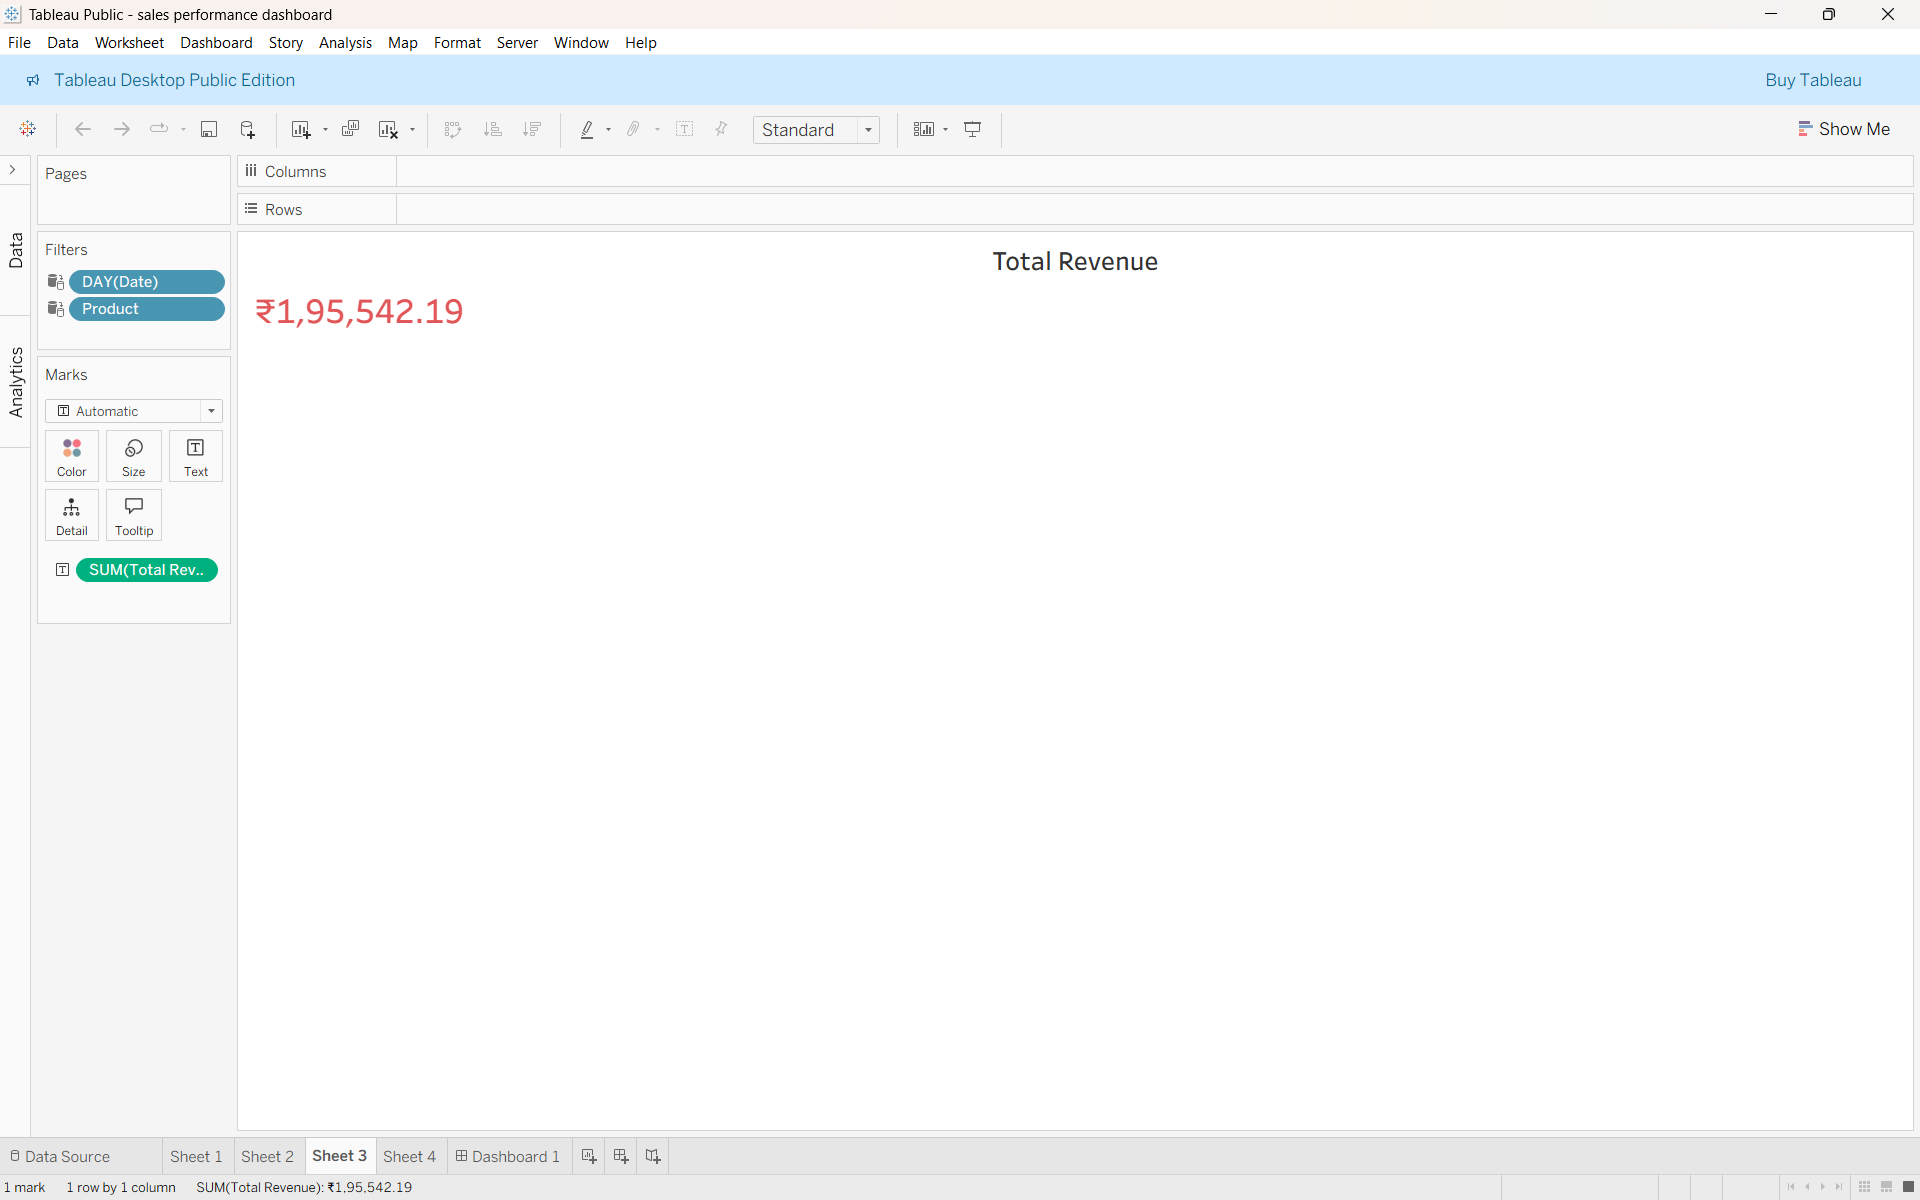 Tableau Public - sales performance dashboard
File Data Worksheet Dashboard Story Analysis Map Format Server Window Help
Tableau Desktop Public Edition
Buy Tableau
Standard
Show Me
Data
Analytics
Pages
Columns
Rows
Filters
DAY(Date)
Product
Marks
Automatic
Color
Size
Text
Detail
Tooltip
SUM(Total Rev..
Total Revenue
₹1,95,542.19
Data Source
Sheet 1
Sheet 2
Sheet 3
Sheet 4
Dashboard 1
1 mark
1 row by 1 column
SUM(Total Revenue): ₹1,95,542.19